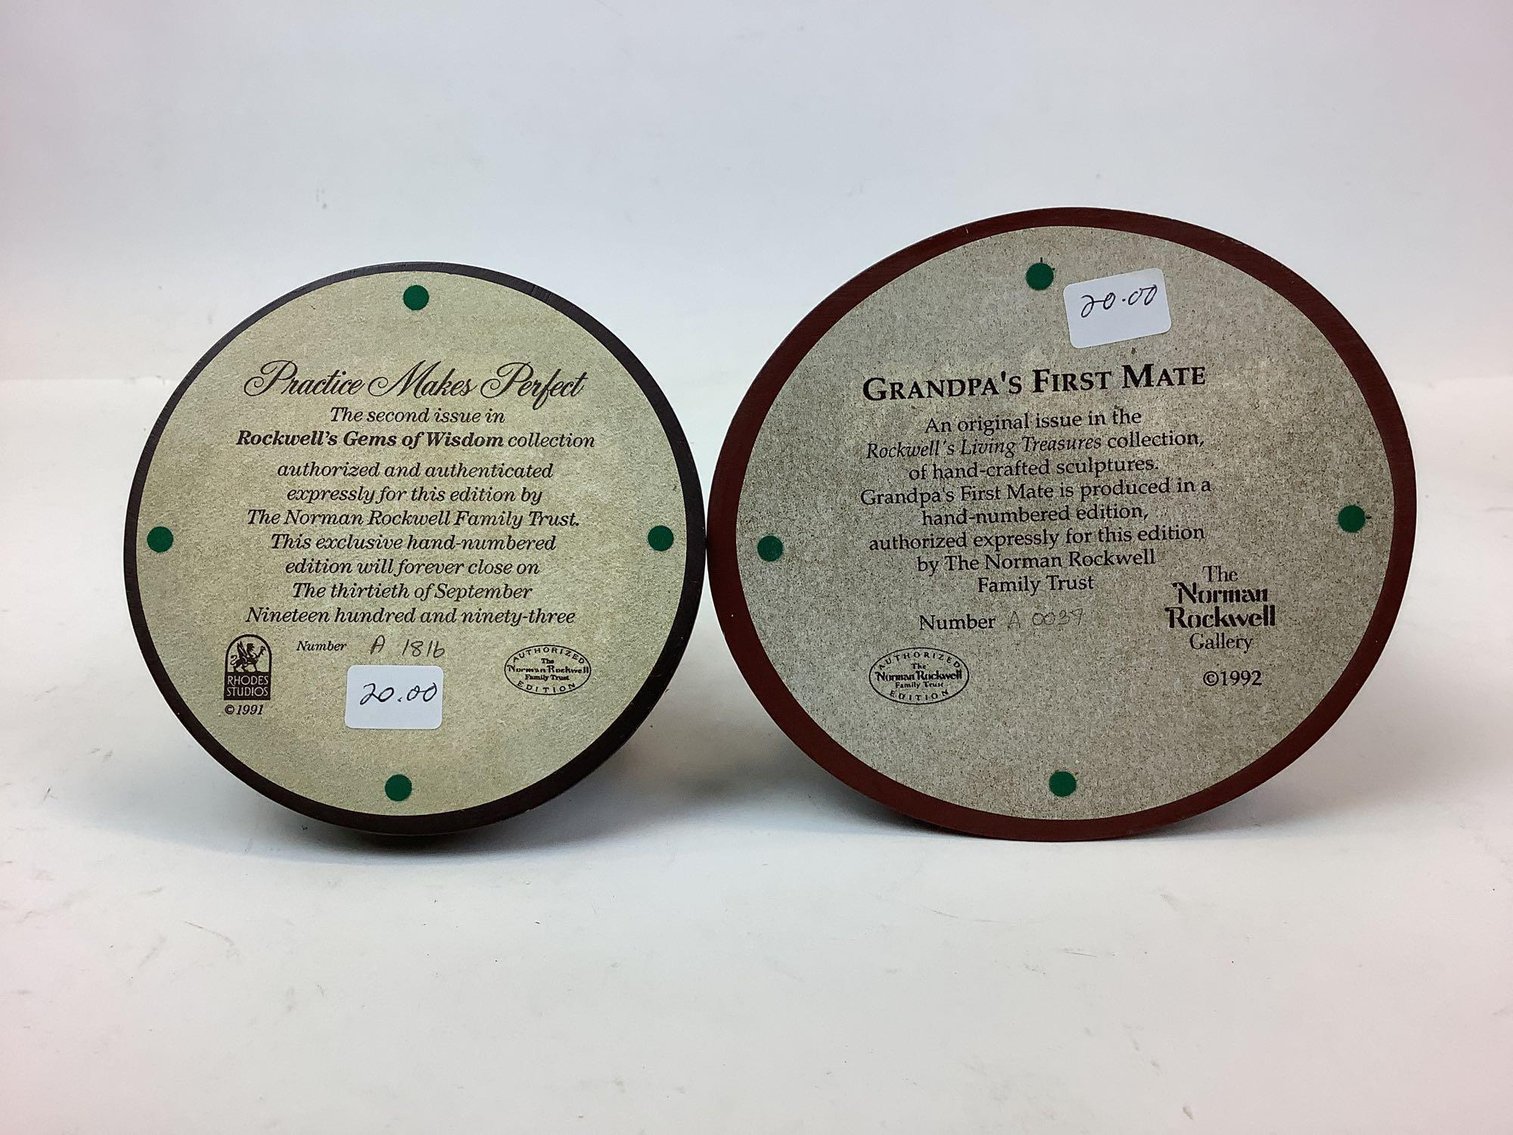 Practice Makes Perfect
The second issue in
Rockwell's Gems of Wisdom collection
authorized and authenticated
expressly for this edition by
The Norman Rockwell Family Trust.
This exclusive hand-numbered
edition will forever close on
The thirtieth of September
Nineteen hundred and ninety-three
Number A 1816
RHODES
STUDIOS
©1991
20.00
AUTHORIZED
The
Norman Rockwell
Family Trust
EDITION
20.00
GRANDPA'S FIRST MATE
An original issue in the
Rockwell's Living Treasures collection,
of hand-crafted sculptures.
Grandpa's First Mate is produced in a
hand-numbered edition,
authorized expressly for this edition
by The Norman Rockwell
Family Trust
Number A 0037
The
Norman
Rockwell
Gallery
©1992
AUTHORIZED
The
Norman Rockwell
Family Trust
EDITION